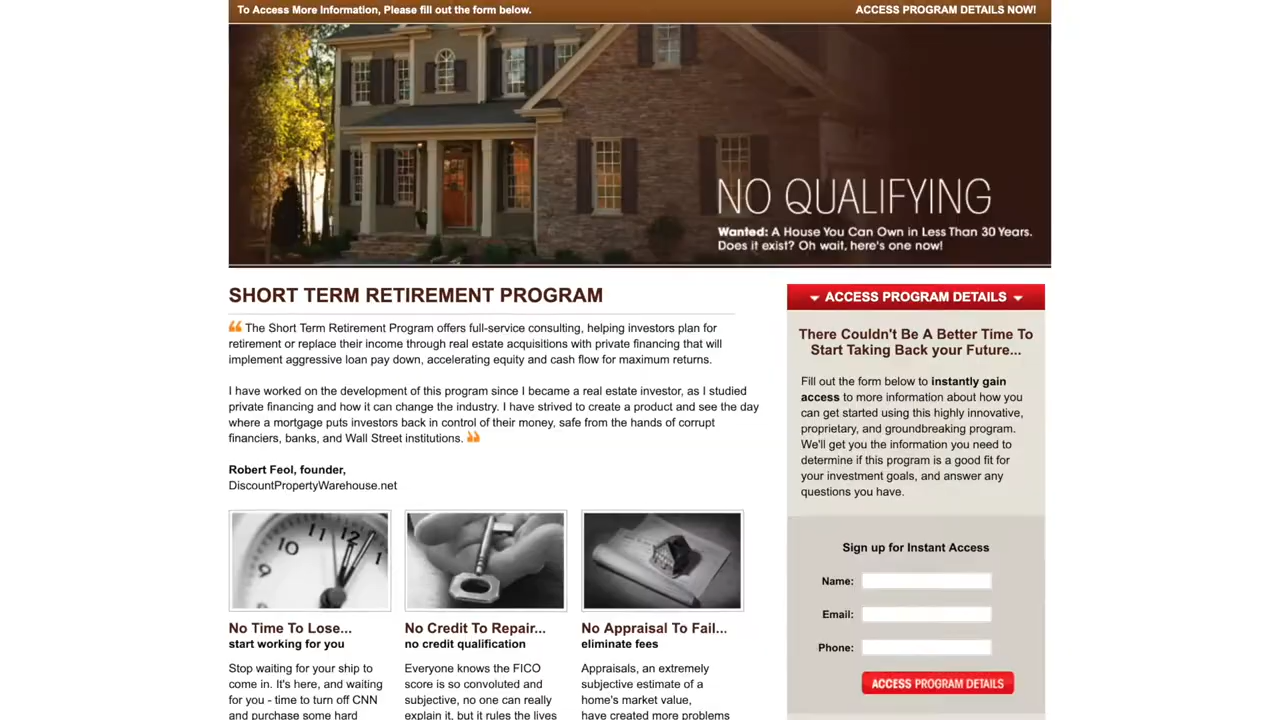 To Access More Information, Please fill out the form below.
ACCESS PROGRAM DETAILS NOW!
NO QUALIFYING
Wanted: A House You Can Own in Less Than 30 Years.
Does it exist? Oh wait, here's one now!
SHORT TERM RETIREMENT PROGRAM
“ The Short Term Retirement Program offers full-service consulting, helping investors plan for
retirement or replace their income through real estate acquisitions with private financing that will
implement aggressive loan pay down, accelerating equity and cash flow for maximum returns.
I have worked on the development of this program since I became a real estate investor, as I studied
private financing and how it can change the industry. I have strived to create a product and see the day
where a mortgage puts investors back in control of their money, safe from the hands of corrupt
financiers, banks, and Wall Street institutions. ”
Robert Feol, founder,
DiscountPropertyWarehouse.net
11 12 1
10
9
No Time To Lose...
start working for you
Stop waiting for your ship to
come in. It's here, and waiting
for you - time to turn off CNN
and purchase some hard
No Credit To Repair...
no credit qualification
Everyone knows the FICO
score is so convoluted and
subjective, no one can really
explain it, but it rules the lives
No Appraisal To Fail...
eliminate fees
Appraisals, an extremely
subjective estimate of a
home's market value,
have created more problems
ACCESS PROGRAM DETAILS
There Couldn't Be A Better Time To
Start Taking Back your Future...
Fill out the form below to instantly gain
access to more information about how you
can get started using this highly innovative,
proprietary, and groundbreaking program.
We'll get you the information you need to
determine if this program is a good fit for
your investment goals, and answer any
questions you have.
Sign up for Instant Access
Name:
Email:
Phone:
ACCESS PROGRAM DETAILS